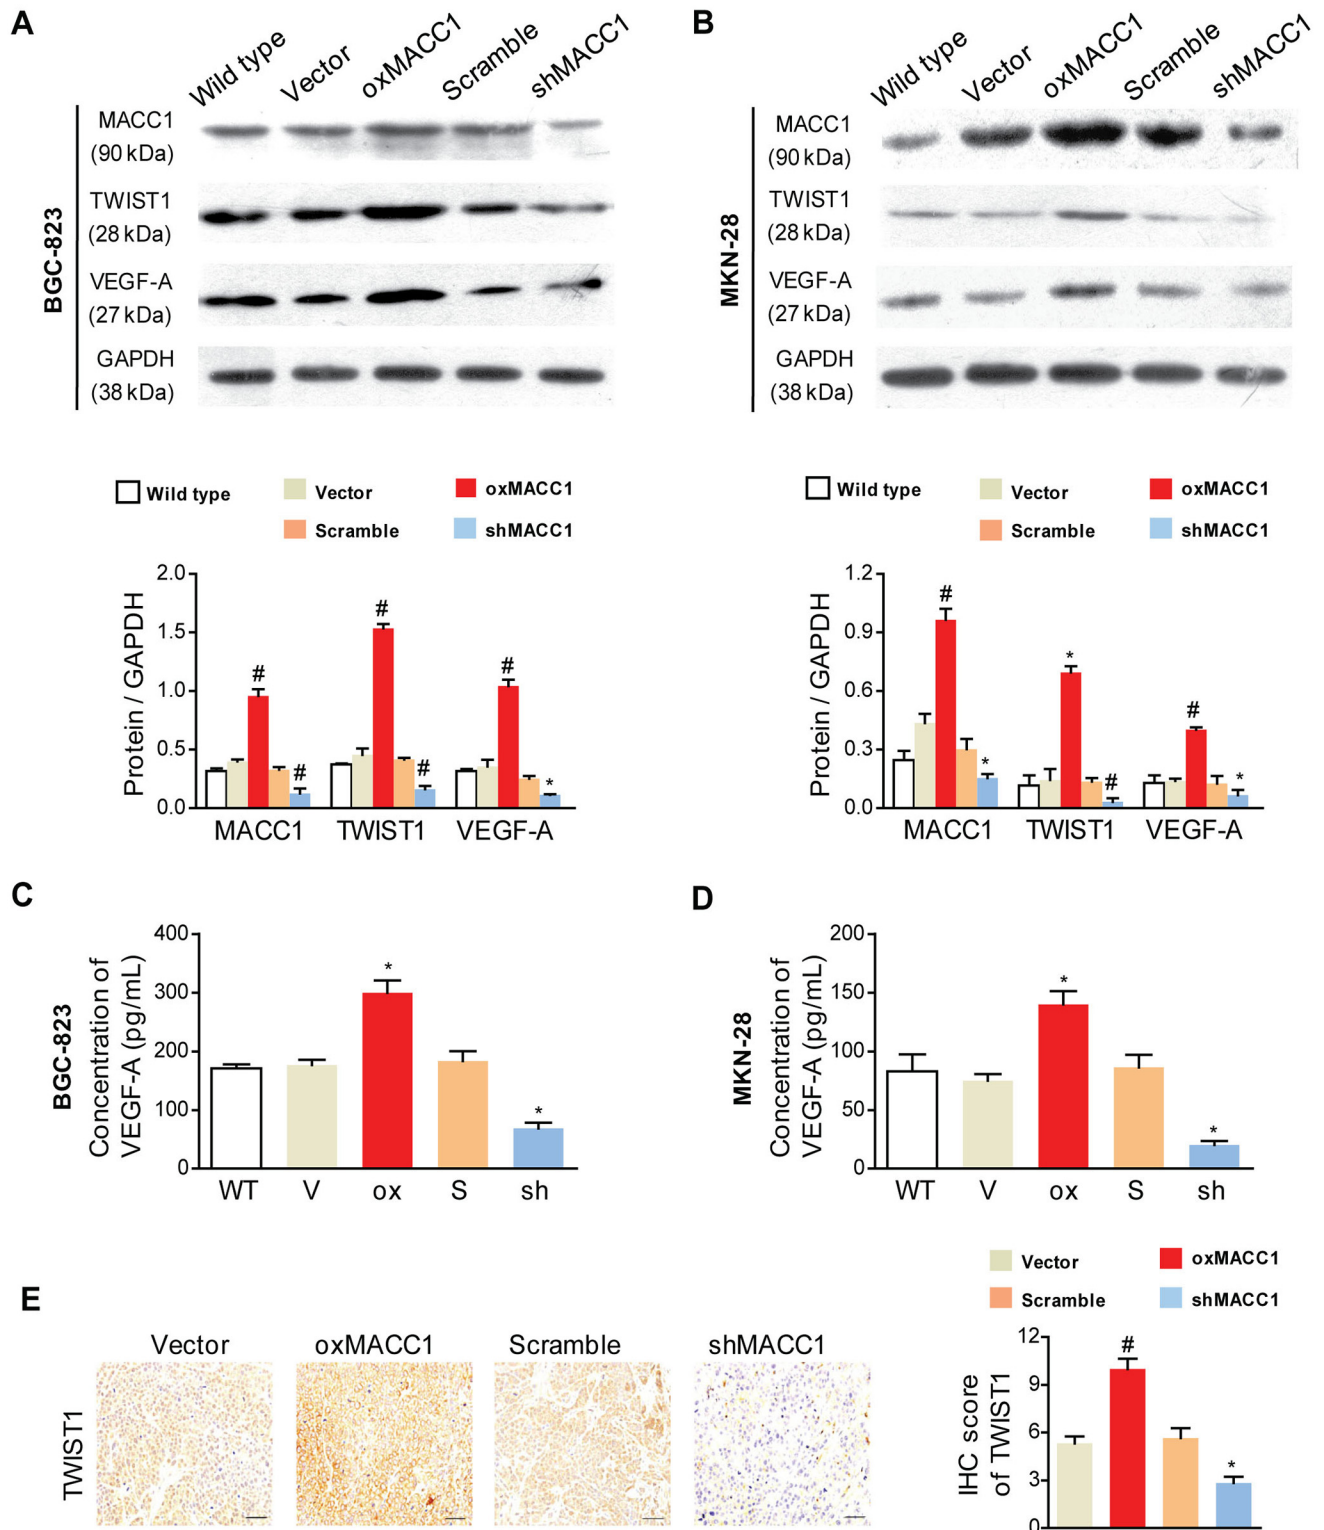 A
Wild type
Vector
oxMACC1
Scramble
shMACC1
BGC-823
MACC1
(90 kDa)
TWIST1
(28 kDa)
VEGF-A
(27 kDa)
GAPDH
(38 kDa)
Wild type
Vector
oxMACC1
Scramble
shMACC1
Protein / GAPDH
2.0
1.5
1.0
0.5
0.0
#
#
#
#
#
*
MACC1 TWIST1 VEGF-A
B
Wild type
Vector
oxMACC1
Scramble
shMACC1
MKN-28
MACC1
(90 kDa)
TWIST1
(28 kDa)
VEGF-A
(27 kDa)
GAPDH
(38 kDa)
Wild type
Vector
oxMACC1
Scramble
shMACC1
Protein / GAPDH
1.2
0.9
0.6
0.3
0.0
#
*
*
#
#
*
MACC1 TWIST1 VEGF-A
C
BGC-823
Concentration of
VEGF-A (pg/mL)
400
300
200
100
0
*
*
WT V ox S sh
D
MKN-28
Concentration of
VEGF-A (pg/mL)
200
150
100
50
0
*
*
WT V ox S sh
E
Vector oxMACC1 Scramble shMACC1
TWIST1
Vector
oxMACC1
Scramble
shMACC1
IHC score
of TWIST1
12
9
6
3
0
#
*